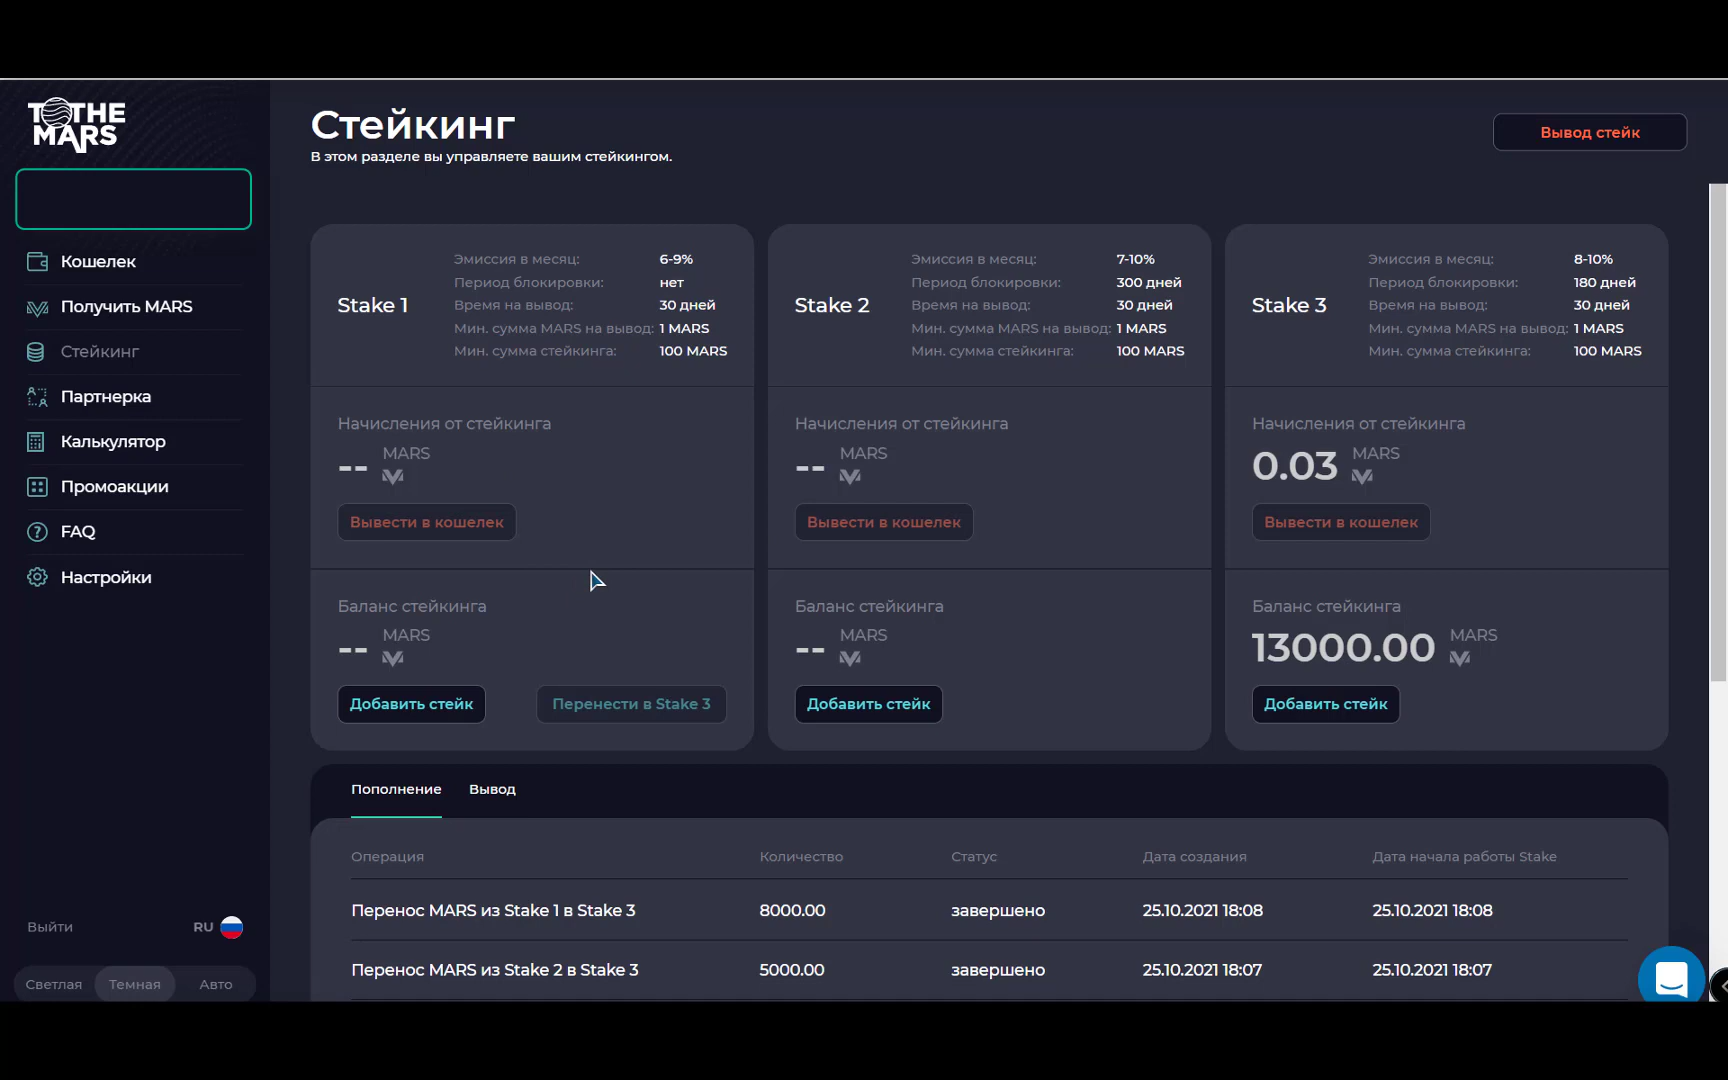 TO THE
MARS
Кошелек
Получить MARS
Стейкинг
Партнерка
Калькулятор
Промоакции
FAQ
Настройки
Выйти RU
Светлая Темная Авто
Стейкинг
В этом разделе вы управляете вашим стейкингом.
Вывод стейк
Stake 1
Эмиссия в месяц: 6-9%
Период блокировки: нет
Время на вывод: 30 дней
Мин. сумма MARS на вывод: 1 MARS
Мин. сумма стейкинга: 100 MARS
Начисления от стейкинга
-- MARS
Вывести в кошелек
Баланс стейкинга
-- MARS
Добавить стейк Перенести в Stake 3
Stake 2
Эмиссия в месяц: 7-10%
Период блокировки: 300 дней
Время на вывод: 30 дней
Мин. сумма MARS на вывод: 1 MARS
Мин. сумма стейкинга: 100 MARS
Начисления от стейкинга
-- MARS
Вывести в кошелек
Баланс стейкинга
-- MARS
Добавить стейк
Stake 3
Эмиссия в месяц: 8-10%
Период блокировки: 180 дней
Время на вывод: 30 дней
Мин. сумма MARS на вывод: 1 MARS
Мин. сумма стейкинга: 100 MARS
Начисления от стейкинга
0.03 MARS
Вывести в кошелек
Баланс стейкинга
13000.00 MARS
Добавить стейк
Пополнение Вывод
Операция Количество Статус Дата создания Дата начала работы Stake
Перенос MARS из Stake 1 в Stake 3 8000.00 завершено 25.10.2021 18:08 25.10.2021 18:08
Перенос MARS из Stake 2 в Stake 3 5000.00 завершено 25.10.2021 18:07 25.10.2021 18:07